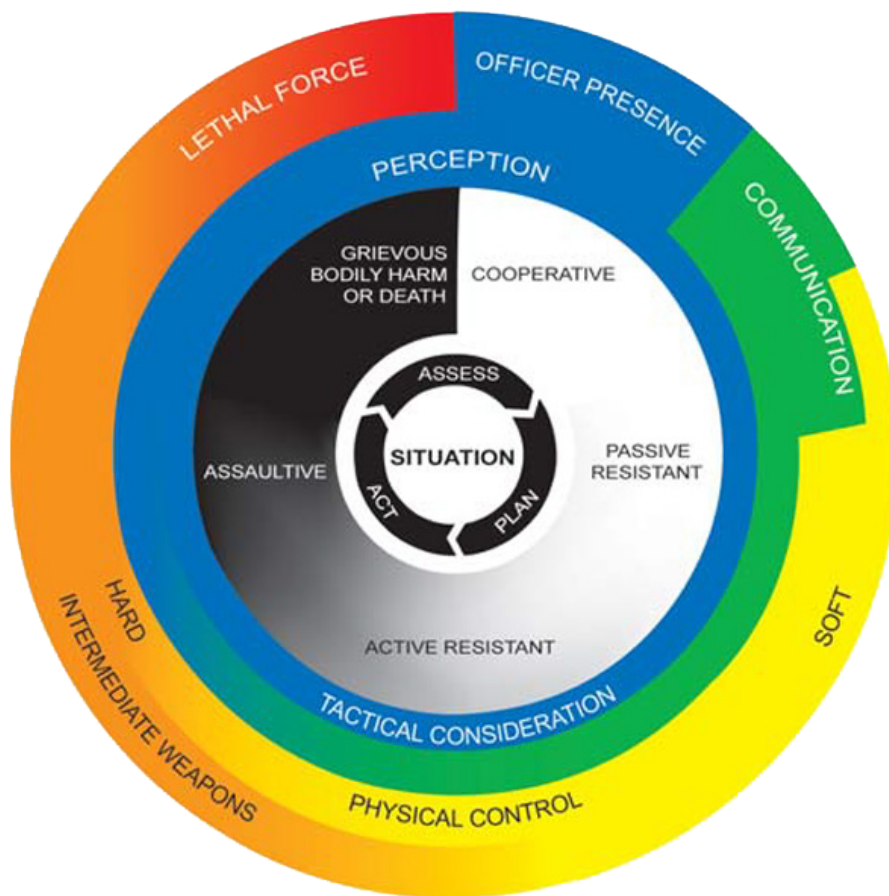 LETHAL FORCE
OFFICER PRESENCE
PERCEPTION
COMMUNICATION
GRIEVOUS
BODILY HARM
OR DEATH
COOPERATIVE
ASSESS
SITUATION
ASSAULTIVE
PASSIVE
RESISTANT
ACT
PLAN
HARD
SOFT
ACTIVE RESISTANT
INTERMEDIATE WEAPONS
TACTICAL CONSIDERATION
PHYSICAL CONTROL